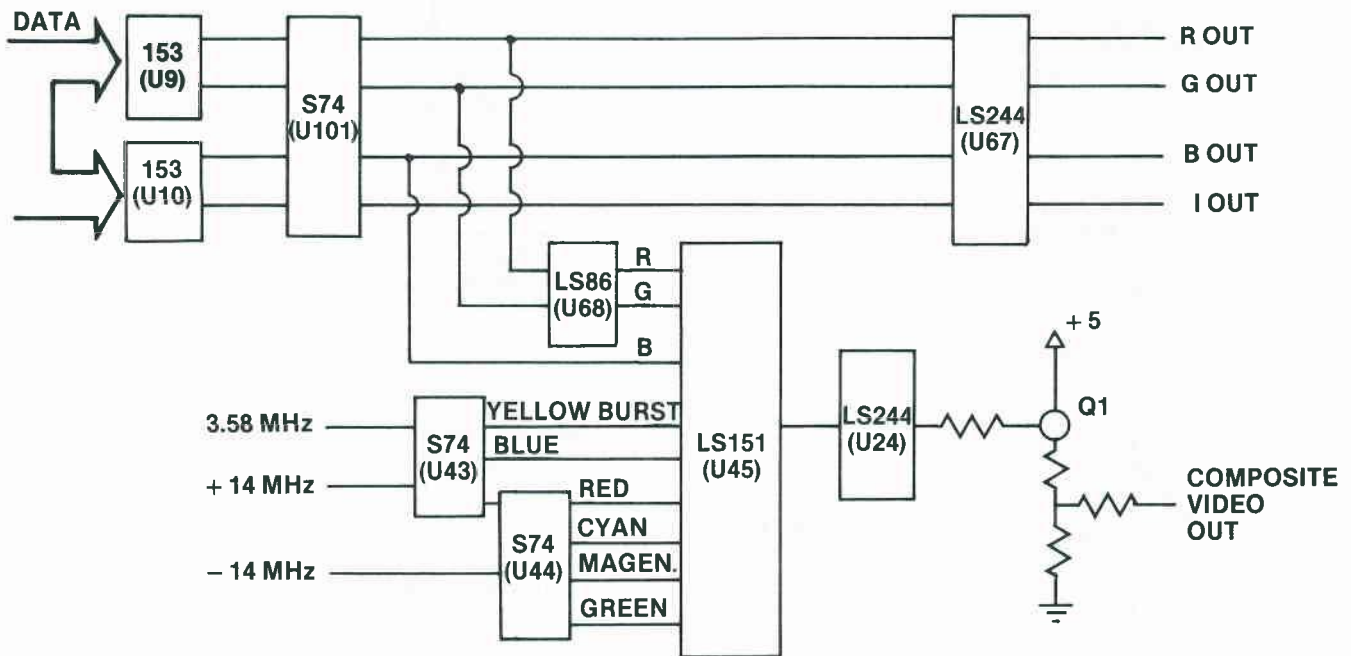 DATA
153
(U9)
153
(U10)
S74
(U101)
LS244
(U67)
R OUT
G OUT
B OUT
I OUT
LS86
(U68)
R
G
B
3.58 MHz
+ 14 MHz
- 14 MHz
S74
(U43)
S74
(U44)
YELLOW BURST
BLUE
RED
CYAN
MAGEN.
GREEN
LS151
(U45)
LS244
(U24)
+ 5
Q1
COMPOSITE
VIDEO
OUT